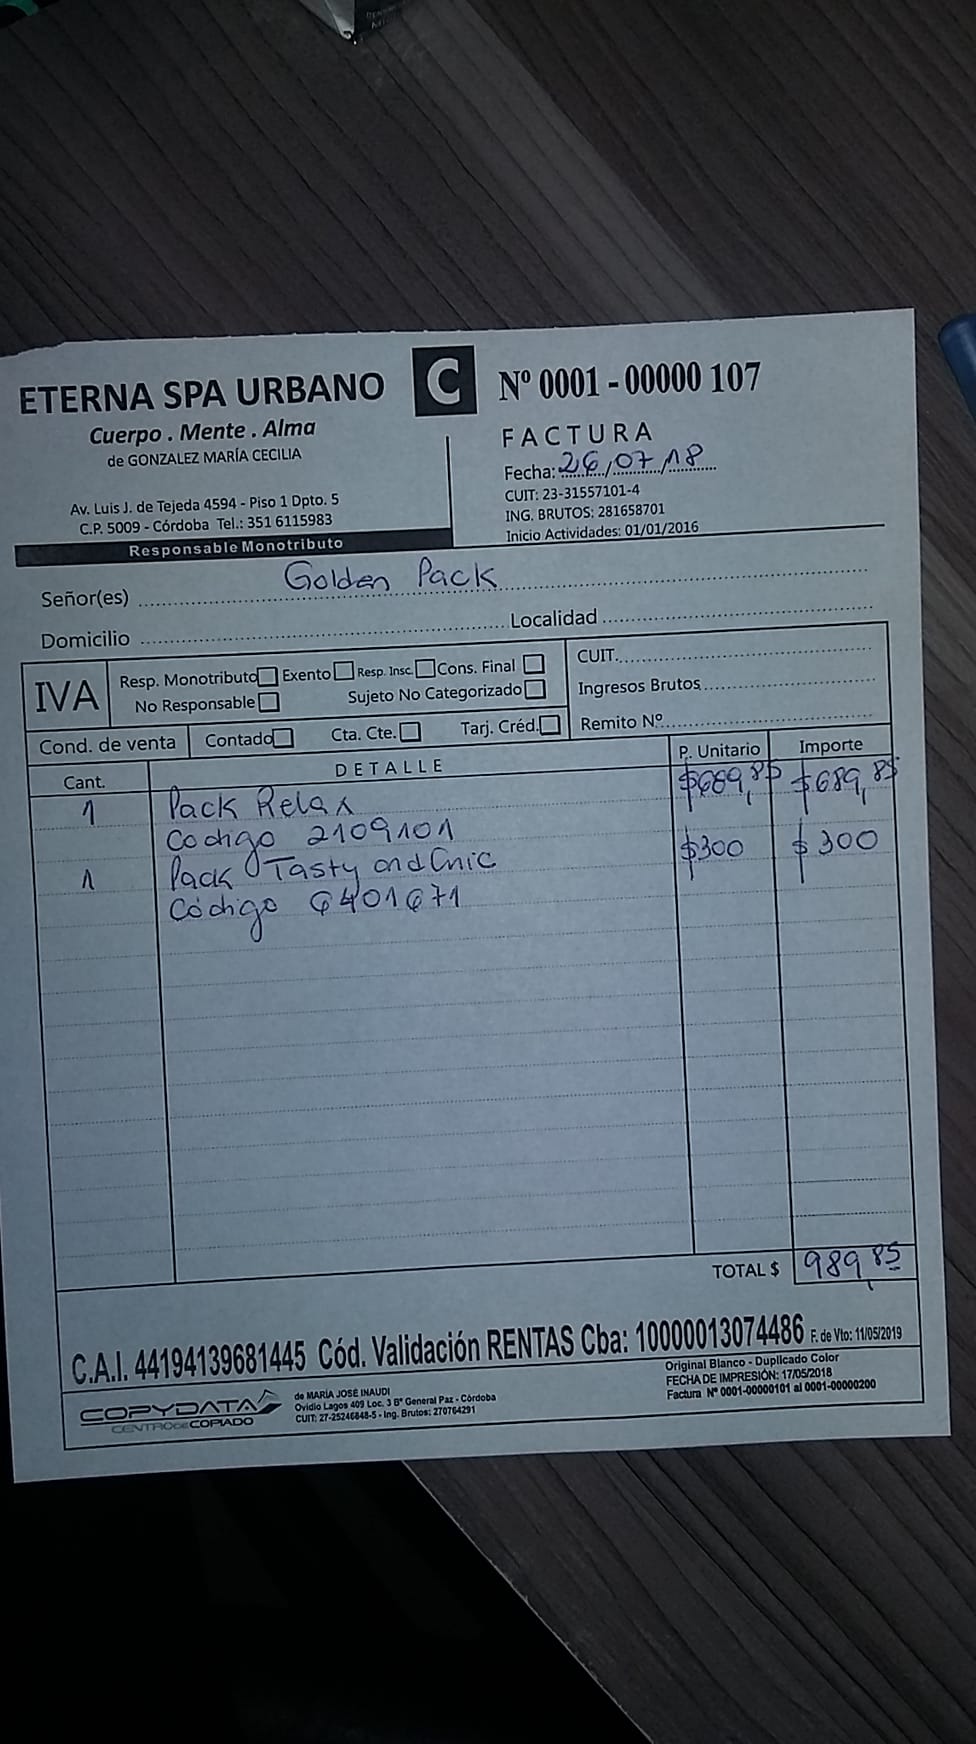 ETERNA SPA URBANO
Cuerpo . Mente . Alma
de GONZALEZ MARÍA CECILIA
Av. Luis J. de Tejeda 4594 - Piso 1 Dpto. 5
C.P. 5009 - Córdoba Tel.: 351 6115983
Responsable Monotributo
C
Nº 0001 - 00000 107
FACTURA
Fecha: 26/07/18
CUIT: 23-31557101-4
ING. BRUTOS: 281658701
Inicio Actividades: 01/01/2016
Señor(es) Golden Pack
Domicilio Localidad
IVA Resp. Monotributo Exento Resp. Insc. Cons. Final
No Responsable Sujeto No Categorizado
CUIT.
Ingresos Brutos
Cond. de venta Contado Cta. Cte. Tarj. Créd. Remito Nº
Cant. DETALLE P. Unitario Importe
1 Pack Relax $689,85 $689,85
Codigo 2109101
1 Pack Tasty and Chic $300 $300
Código 6401671
TOTAL $ 989,85
C.A.I. 44194139681445 Cód. Validación RENTAS Cba: 10000013074486 F. de Vto: 11/05/2019
COPYDATA
CENTRO DE COPIADO
de MARÍA JOSÉ INAUDI
Ovidio Lagos 409 Loc. 3 Bº General Paz - Córdoba
CUIT: 27-25246848-5 - Ing. Brutos: 270764291
Original Blanco - Duplicado Color
FECHA DE IMPRESIÓN: 17/05/2018
Factura Nº 0001-00000101 al 0001-00000200